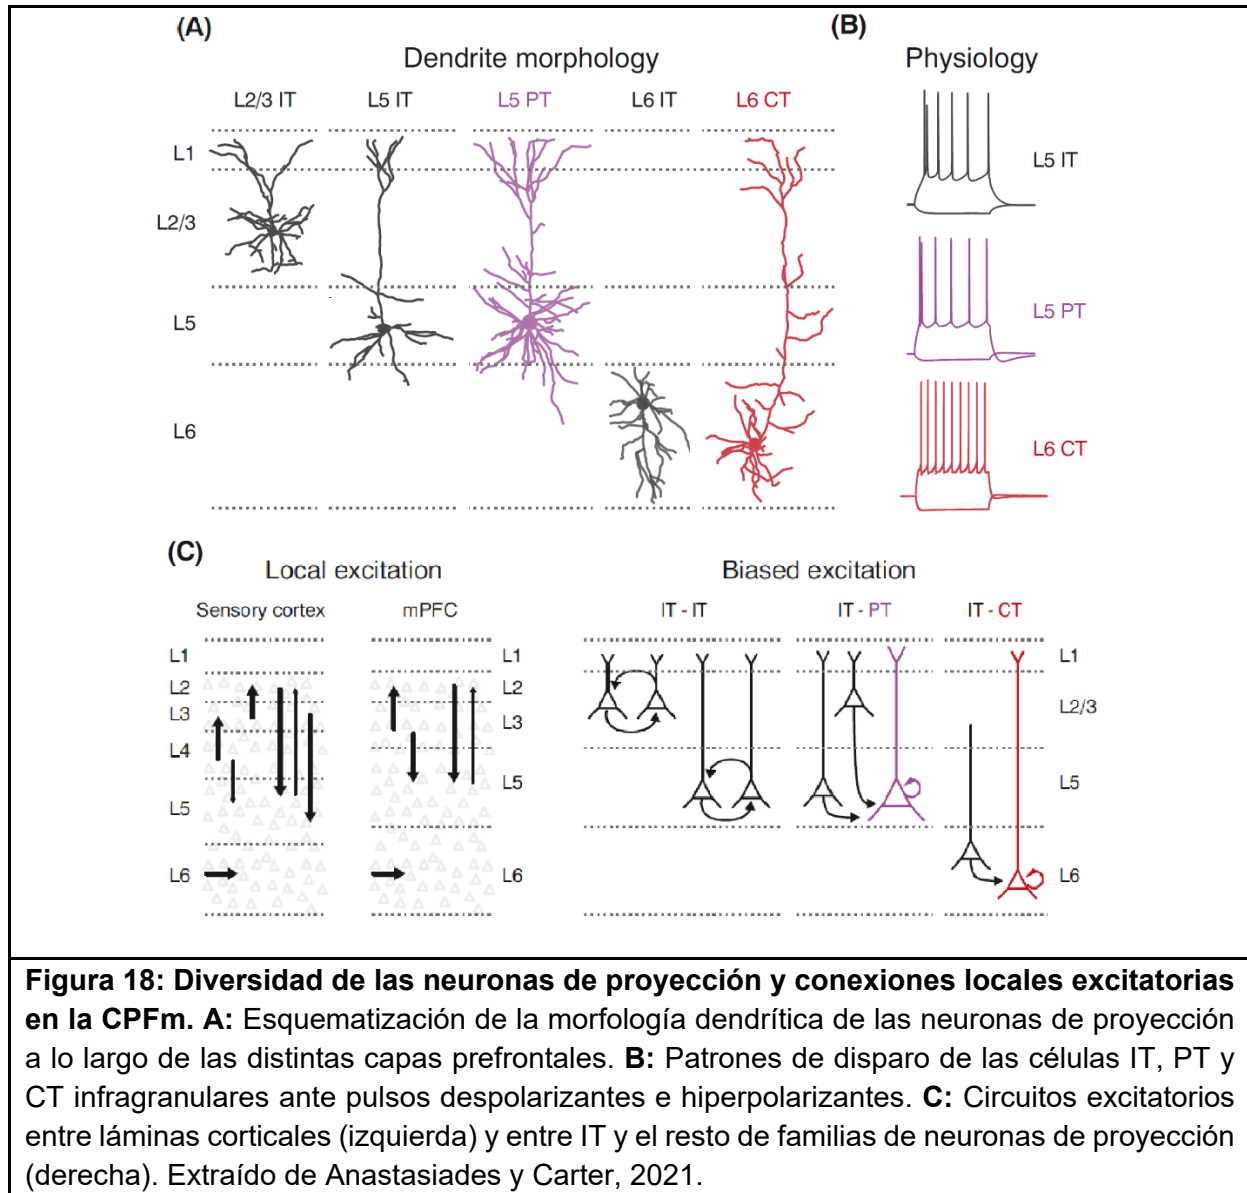 (A)
Dendrite morphology
L2/3 IT L5 IT L5 PT L6 IT L6 CT
L1
L2/3
L5
L6
(B)
Physiology
L5 IT
L5 PT
L6 CT
(C)
Local excitation
Sensory cortex mPFC
L1
L2
L3
L4
L5
L6
L1
L2
L3
L5
L6
Biased excitation
IT - IT IT - PT IT - CT
L1
L2/3
L5
L6
Figura 18: Diversidad de las neuronas de proyección y conexiones locales excitatorias
en la CPFm. A: Esquematización de la morfología dendrítica de las neuronas de proyección
a lo largo de las distintas capas prefrontales. B: Patrones de disparo de las células IT, PT y
CT infragranulares ante pulsos despolarizantes e hiperpolarizantes. C: Circuitos excitatorios
entre láminas corticales (izquierda) y entre IT y el resto de familias de neuronas de proyección
(derecha). Extraído de Anastasiades y Carter, 2021.